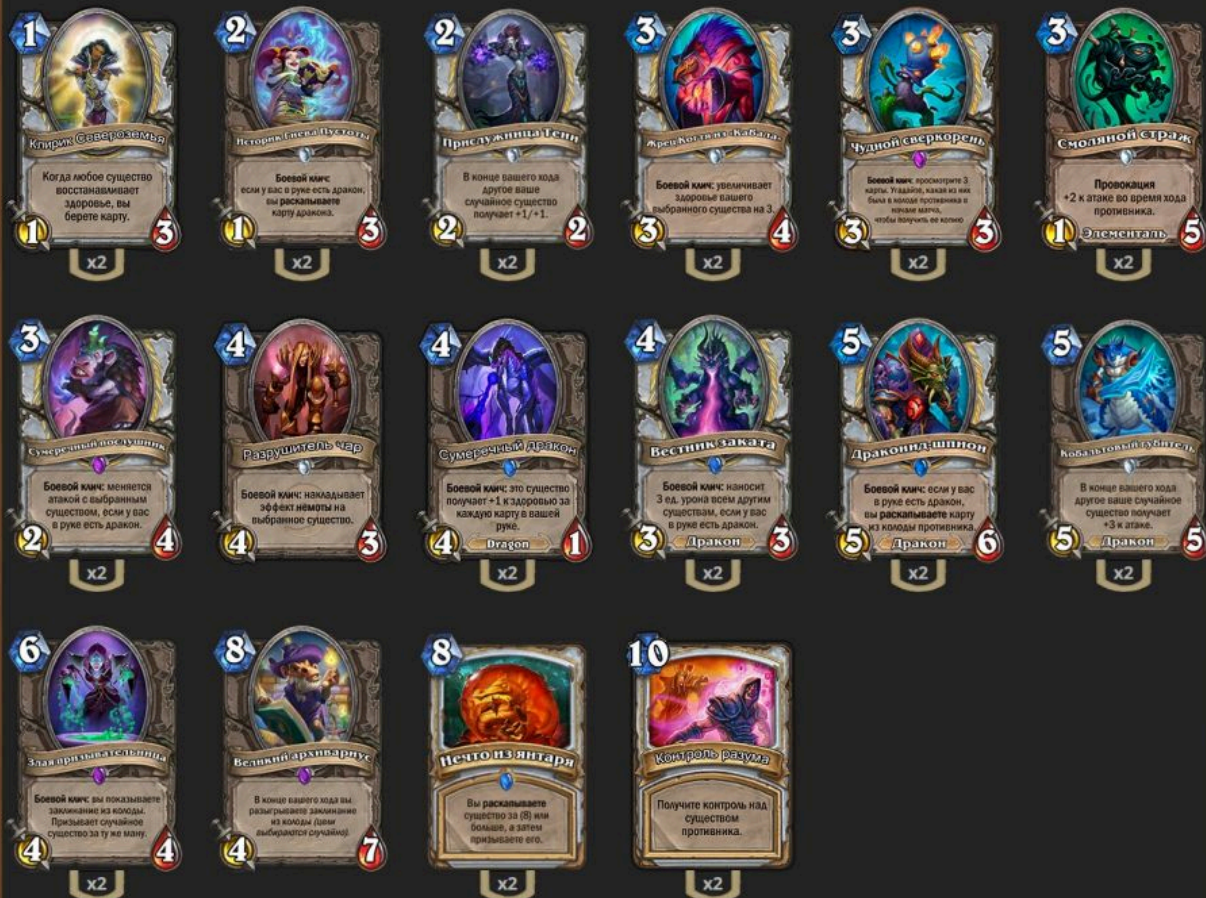 1
Клирик Североземья
Когда любое существо
восстанавливает
здоровье, вы
берете карту.
1
3
x2
2
Историк Гнева Пустоты
Боевой клич:
если у вас в руке есть дракон,
вы раскапываете
карту дракона.
1
3
x2
2
Прислужница Тени
В конце вашего хода
другое ваше
случайное существо
получает +1/+1.
2
2
x2
3
Жрец Когти из «Кабала»
Боевой клич: увеличивает
здоровье вашего
выбранного существа на 3.
3
4
x2
3
Чудной сверкорень
Боевой клич: просмотрите 3
карты. Угадайте, какая из них
была в колоде противника в
начале матча,
чтобы получить ее копию
3
3
x2
3
Смоляной страж
Провокация
+2 к атаке во время хода
противника.
1
Элементаль
5
x2
3
Сумеречный послушник
Боевой клич: меняется
атакой с выбранным
существом, если у вас
в руке есть дракон.
2
4
x2
4
Разрушитель чар
Боевой клич: накладывает
эффект немоты на
выбранное существо.
4
3
4
Сумеречный дракон
Боевой клич: это существо
получает +1 к здоровью за
каждую карту в вашей
руке.
4
Dragon
1
x2
4
Вестник заката
Боевой клич: наносит
3 ед. урона всем другим
существам, если у вас
в руке есть дракон.
3
Дракон
3
x2
5
Драконид-шпион
Боевой клич: если у вас
в руке есть дракон,
вы раскапываете карту
из колоды противника.
5
Дракон
6
x2
5
Кобальтовый губитель
В конце вашего хода
другое ваше случайное
существо получает
+3 к атаке.
5
Дракон
5
x2
6
Злая призывательница
Боевой клич: вы показываете
заклинание из колоды.
Призывает случайное
существо за ту же ману.
4
4
x2
8
Великий архивариус
В конце вашего хода вы
разыгрываете заклинание
из колоды (цели
выбираются случайно).
4
7
8
Нечто из янтаря
Вы раскапываете
существо за (8) или
больше, а затем
призываете его.
x2
10
Контроль разума
Получите контроль над
существом
противника.
x2